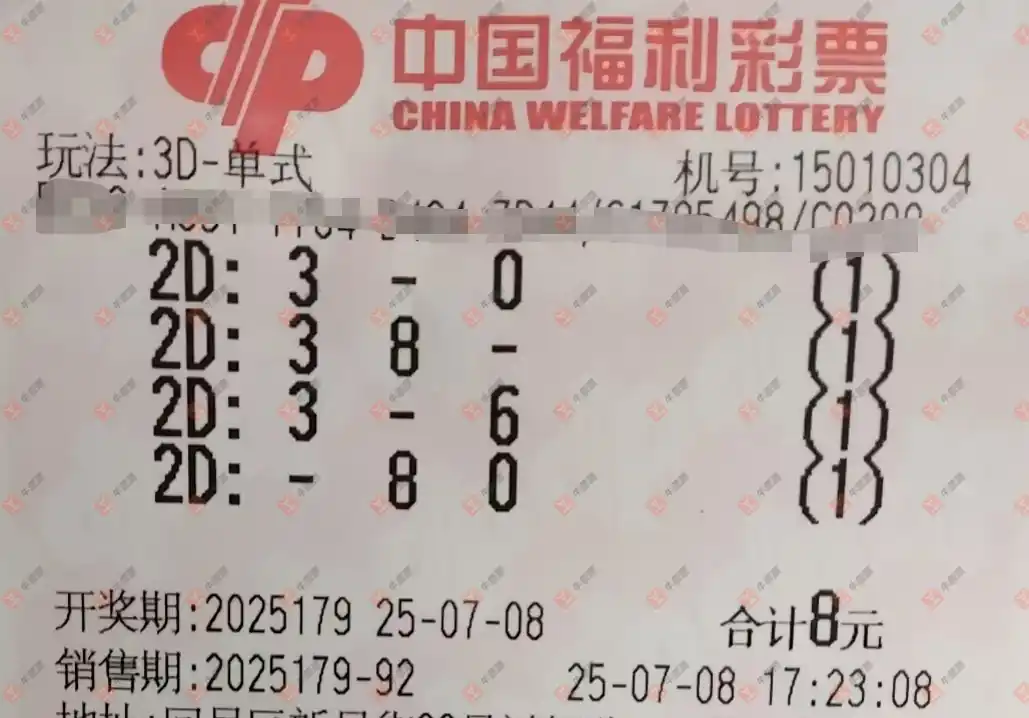 中国福利彩票
CHINA WELFARE LOTTERY
玩法:3D-单式 机号:15010304
2D: 3 - 0 (1)
2D: 3 8 - (1)
2D: 3 - 6 (1)
2D: - 8 0 (1)
开奖期:2025179 25-07-08 合计8元
销售期:2025179-92 25-07-08 17:23:08